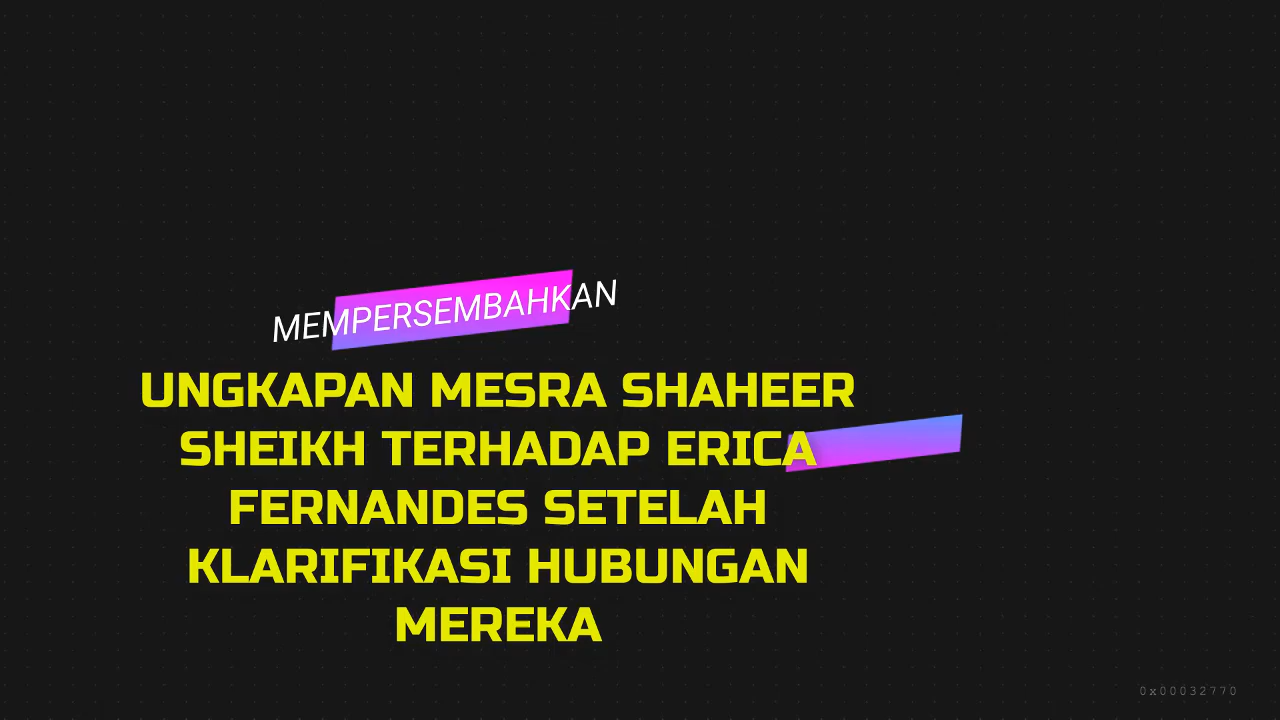 MEMPERSEMBAHKAN
UNGKAPAN MESRA SHAHEER
SHEIKH TERHADAP ERICA
FERNANDES SETELAH
KLARIFIKASI HUBUNGAN
MEREKA
0x00032770